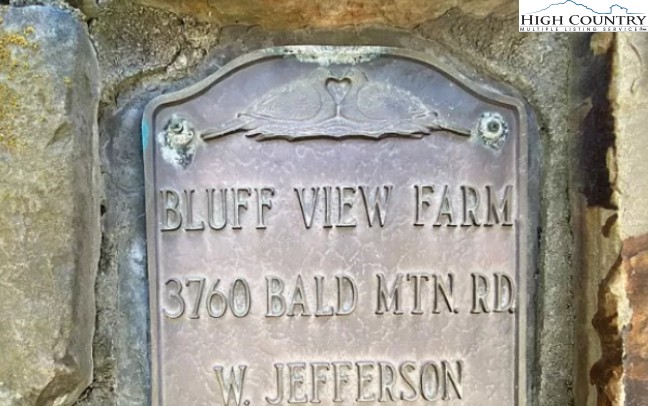 HIGH COUNTRY
MULTIPLE LISTING SERVICE
BLUFF VIEW FARM
3760 BALD MTN. RD.
W. JEFFERSON